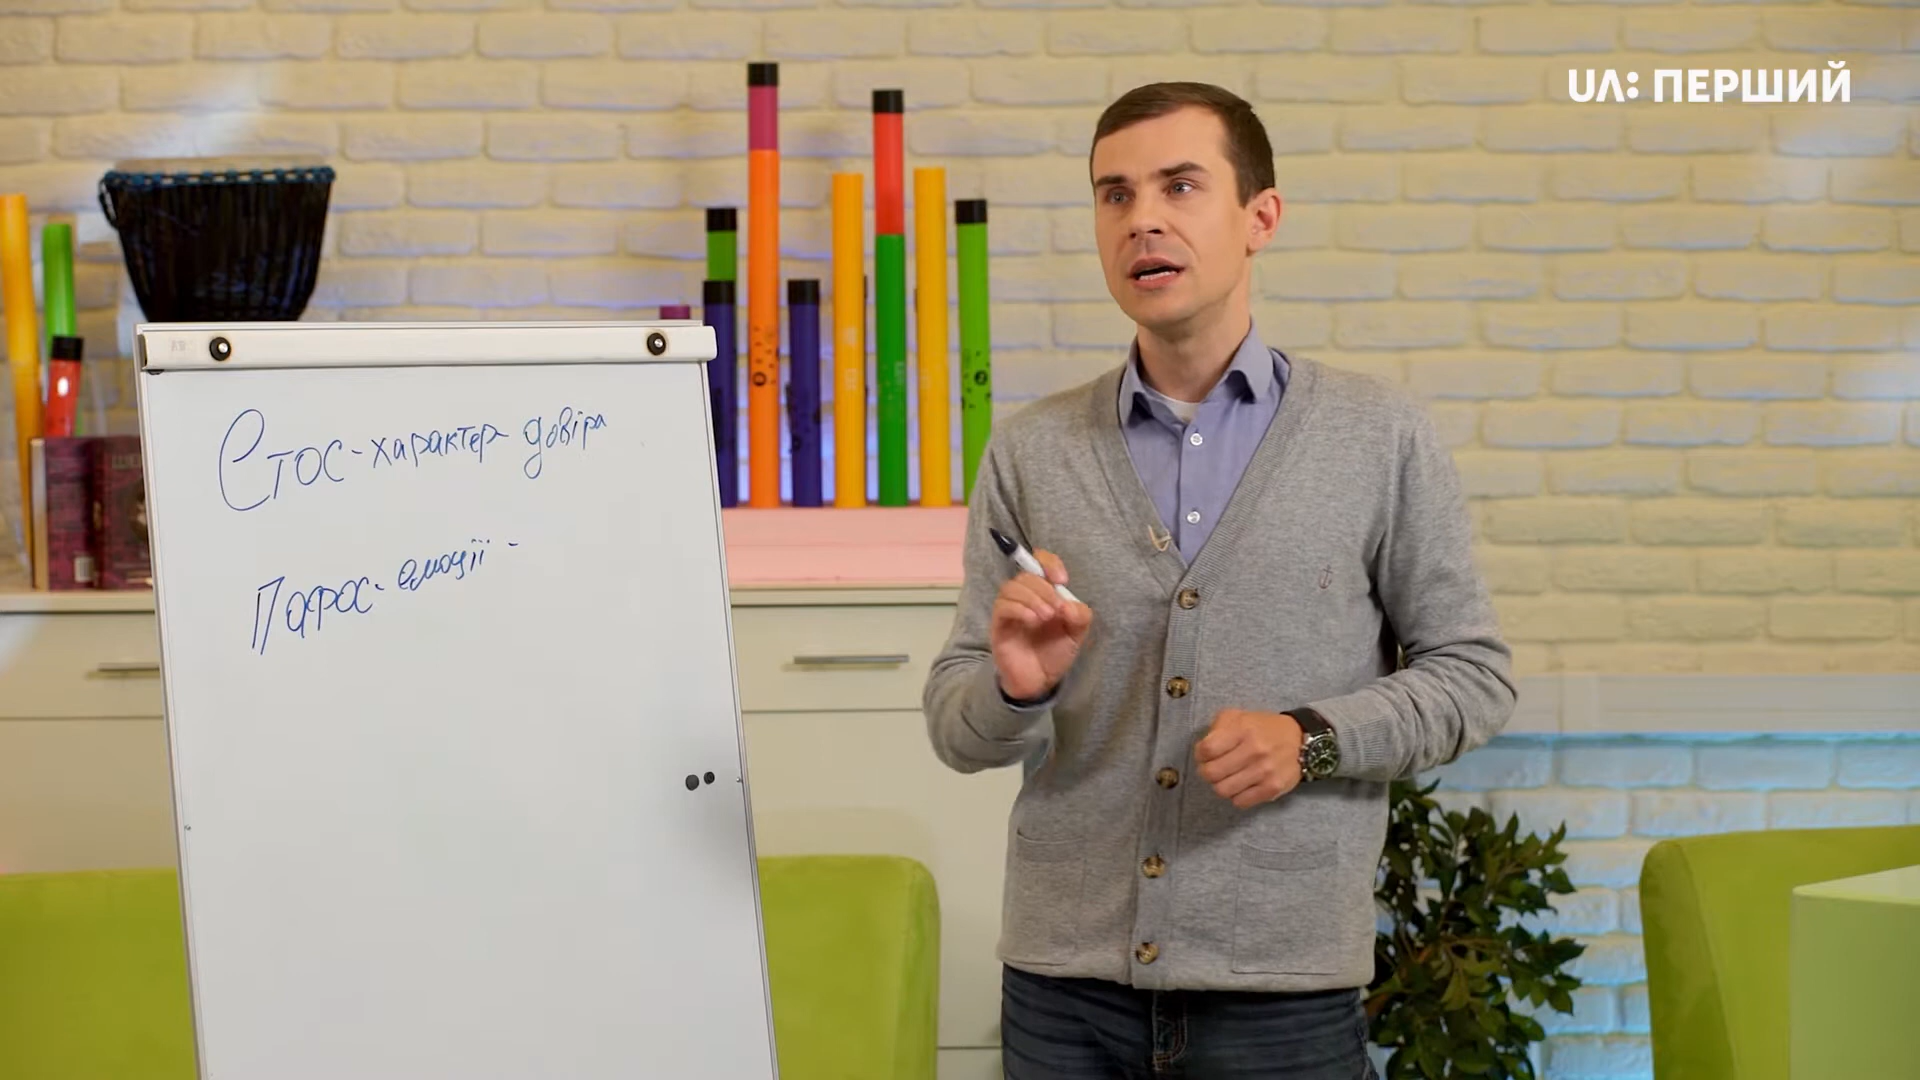 UA: ПЕРШИЙ
Етос - характер - довіра
Пафос - емоції -